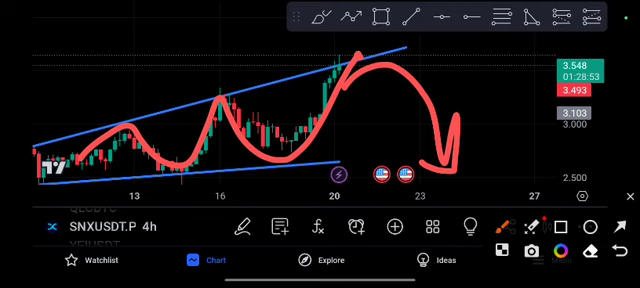 3.548
01:28:53
3.493
3.103
3.000
2.500
13
16
20
23
27
SNXUSDT.P 4h
Watchlist
Chart
Explore
Ideas